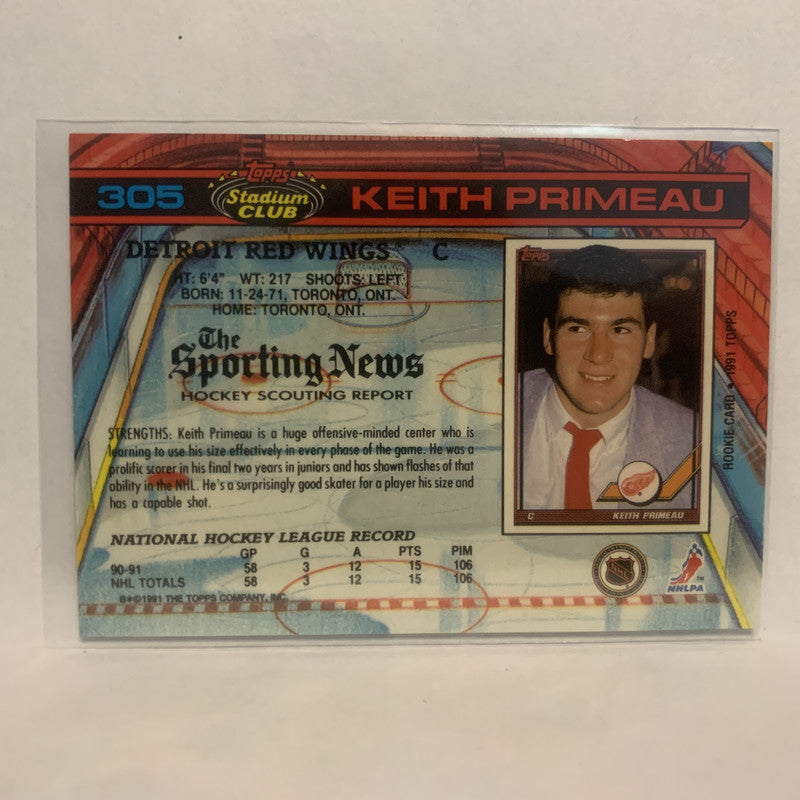 305
Topps
Stadium
CLUB
KEITH PRIMEAU
DETROIT RED WINGS® C
HT: 6'4" WT: 217 SHOOTS: LEFT
BORN: 11-24-71, TORONTO, ONT.
HOME: TORONTO, ONT.
The
Sporting News
HOCKEY SCOUTING REPORT
STRENGTHS: Keith Primeau is a huge offensive-minded center who is
learning to use his size effectively in every phase of the game. He was a
prolific scorer in his final two years in juniors and has shown flashes of that
ability in the NHL. He's a surprisingly good skater for a player his size and
has a capable shot.
NATIONAL HOCKEY LEAGUE RECORD
GP G A PTS PIM
90-91 58 3 12 15 106
NHL TOTALS 58 3 12 15 106
B*©1991 THE TOPPS COMPANY, INC.
Topps
C KEITH PRIMEAU
ROOKIE CARD • 1991 TOPPS
NHL
NHLPA
TM